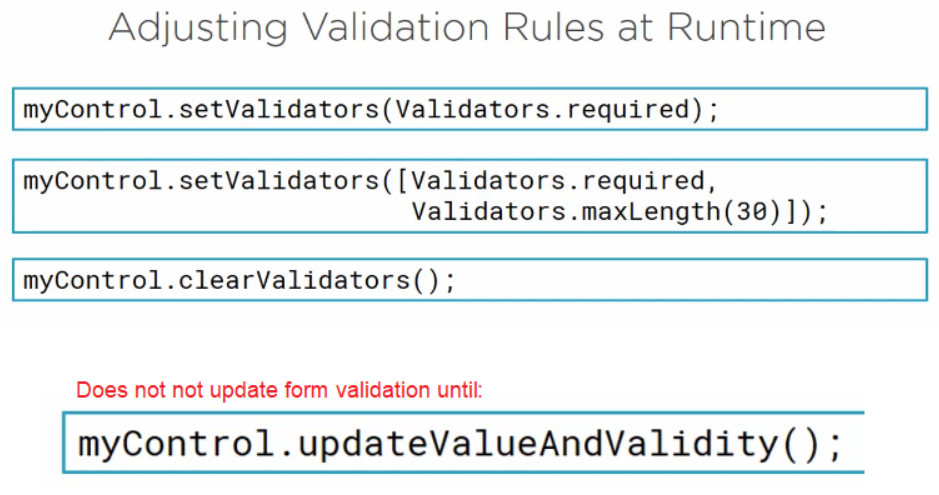 Adjusting Validation Rules at Runtime
myControl.setValidators(Validators.required);
myControl.setValidators([Validators.required,
Validators.maxLength(30)]);
myControl.clearValidators();
Does not not update form validation until:
myControl.updateValueAndValidity();